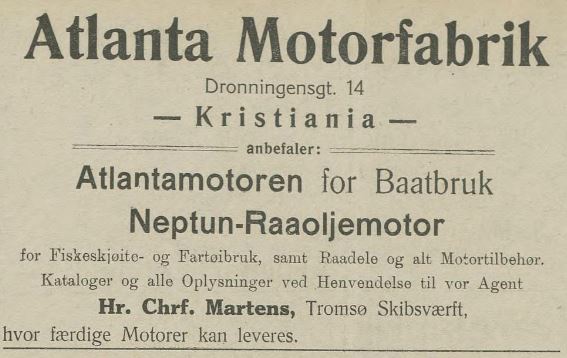 Atlanta Motorfabrik
Dronningensgt. 14
— Kristiania —
anbefaler:
Atlantamotoren for Baatbruk
Neptun-Raaoljemotor
for Fiskeskjøite- og Fartøibruk, samt Raadele og alt Motortilbehør.
Kataloger og alle Oplysninger ved Henvendelse til vor Agent
Hr. Chrf. Martens, Tromsø Skibsværft,
hvor færdige Motorer kan leveres.